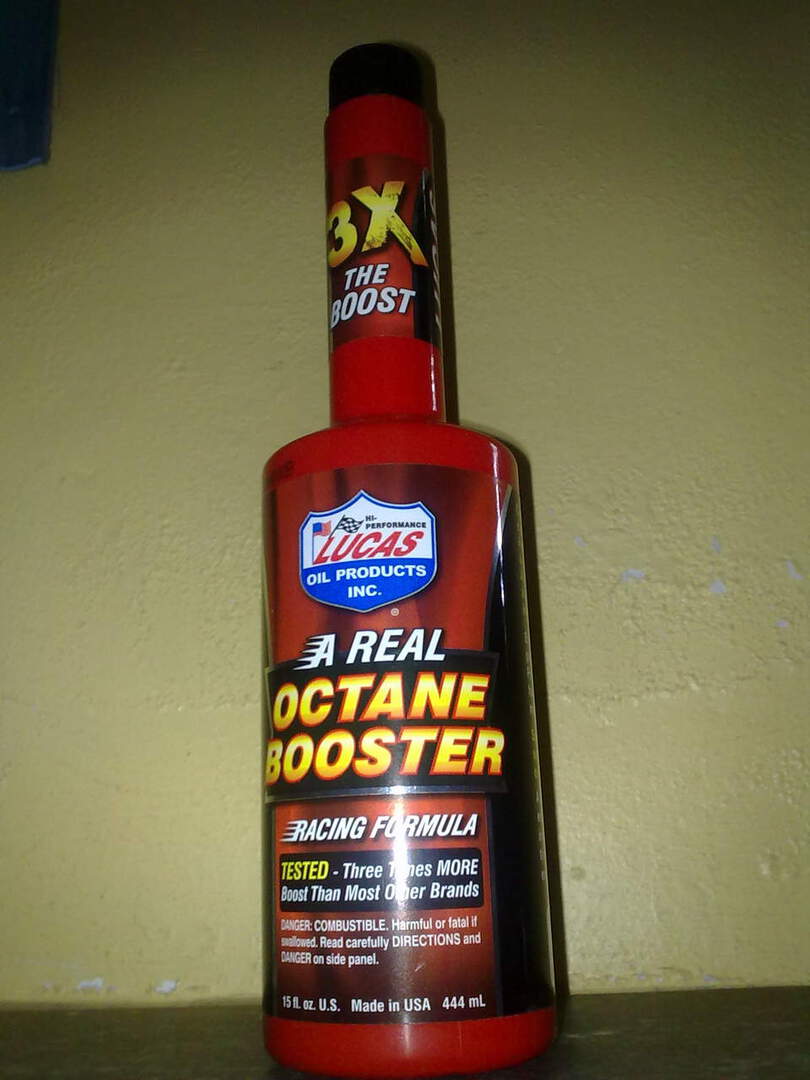 3X
THE
BOOST
HI-
PERFORMANCE
LUCAS
OIL PRODUCTS
INC.
®
A REAL
OCTANE
BOOSTER
RACING FORMULA
TESTED - Three Times MORE
Boost Than Most Other Brands
DANGER: COMBUSTIBLE. Harmful or fatal if
swallowed. Read carefully DIRECTIONS and
DANGER on side panel.
15 fl. oz. U.S. Made in USA 444 mL